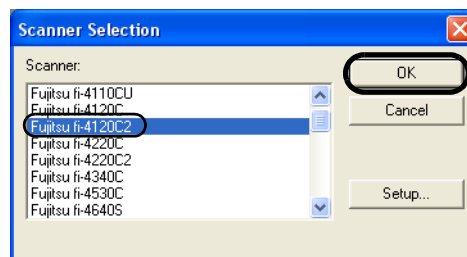 Scanner Selection
Scanner:
Fujitsu fi-4110CU
Fujitsu fi-4120C
Fujitsu fi-4120C2
Fujitsu fi-4220C
Fujitsu fi-4220C2
Fujitsu fi-4340C
Fujitsu fi-4530C
Fujitsu fi-4640S
OK
Cancel
Setup...